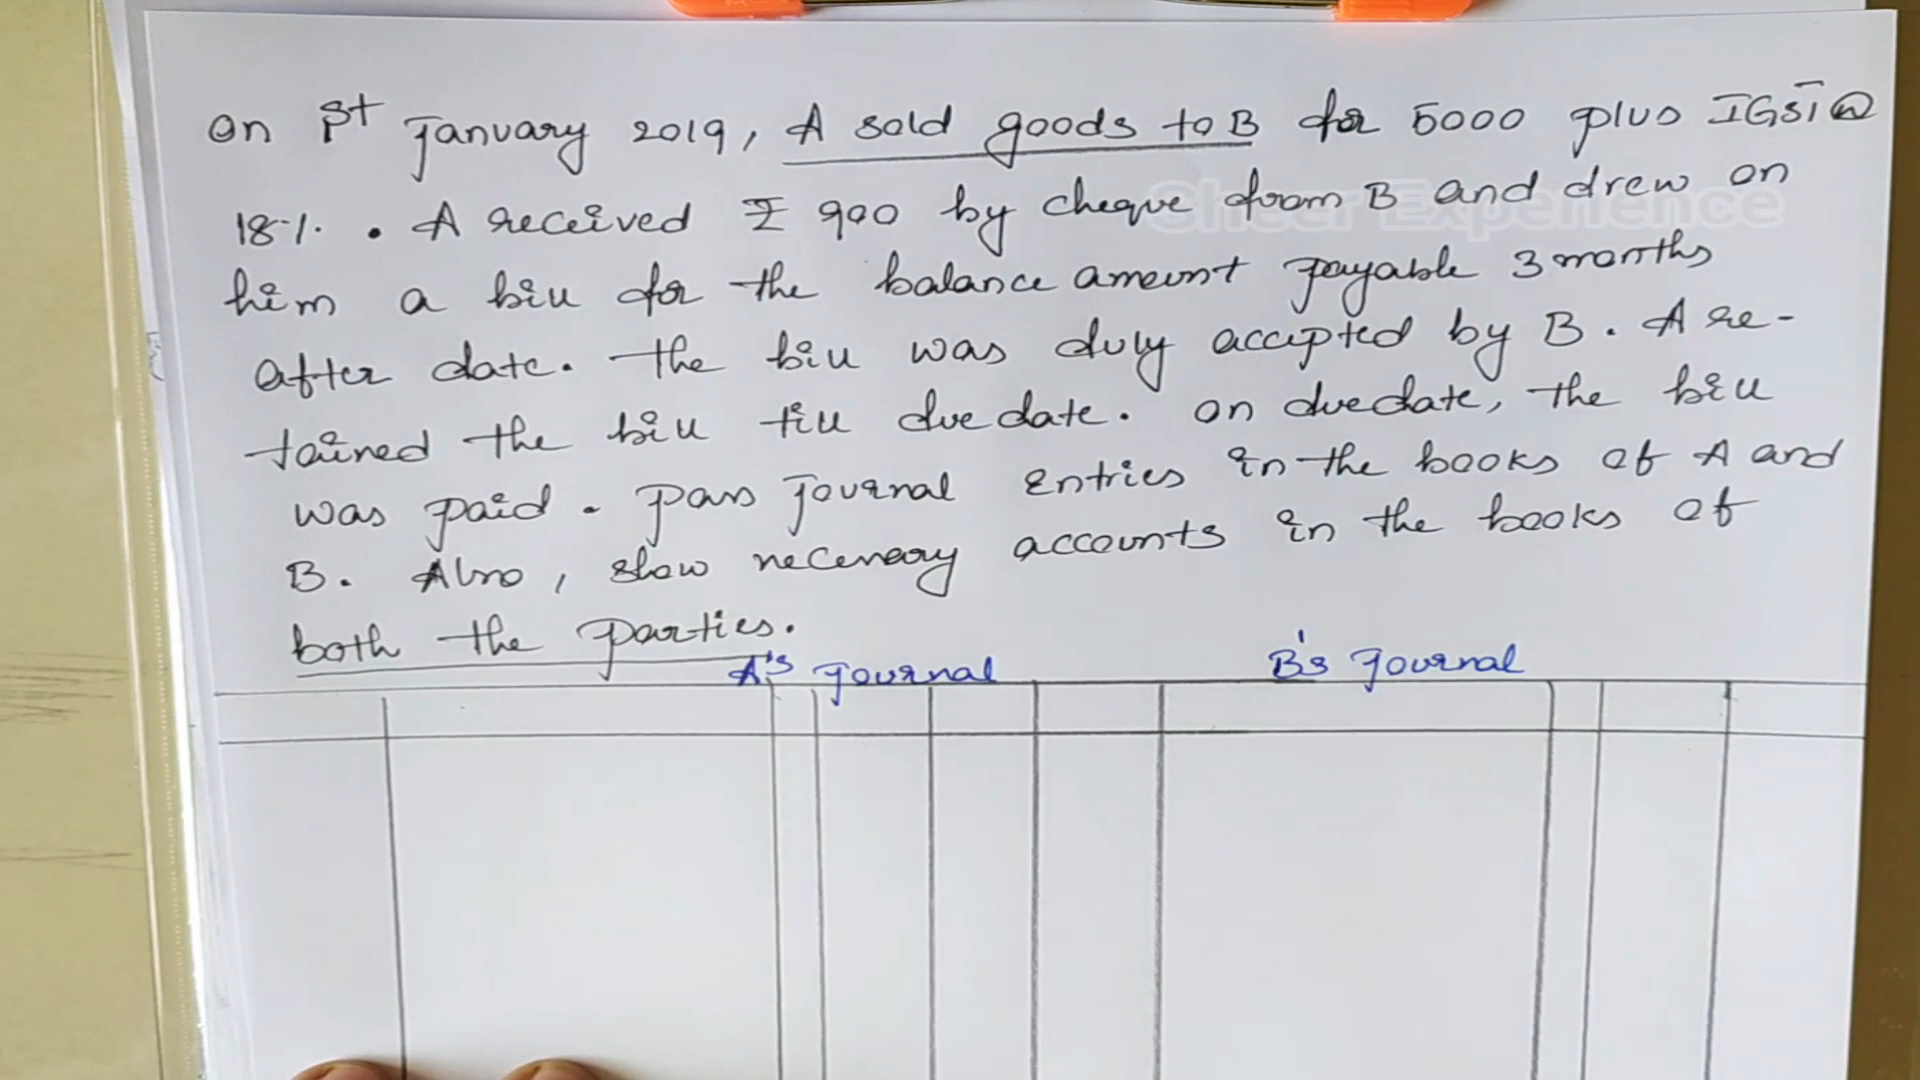 On 1st January 2019, A sold goods to B for 5000 plus IGST @
18%. A received ₹ 900 by cheque from B and drew on
him a bill for the balance amount payable 3 months
after date. The bill was duly accepted by B. A re-
tained the bill till due date. On due date, the bill
was paid. Pass Journal Entries in the books of A and
B. Also, show necessary accounts in the books of
both the parties.
A's Journal
B's Journal
Cheer Experience